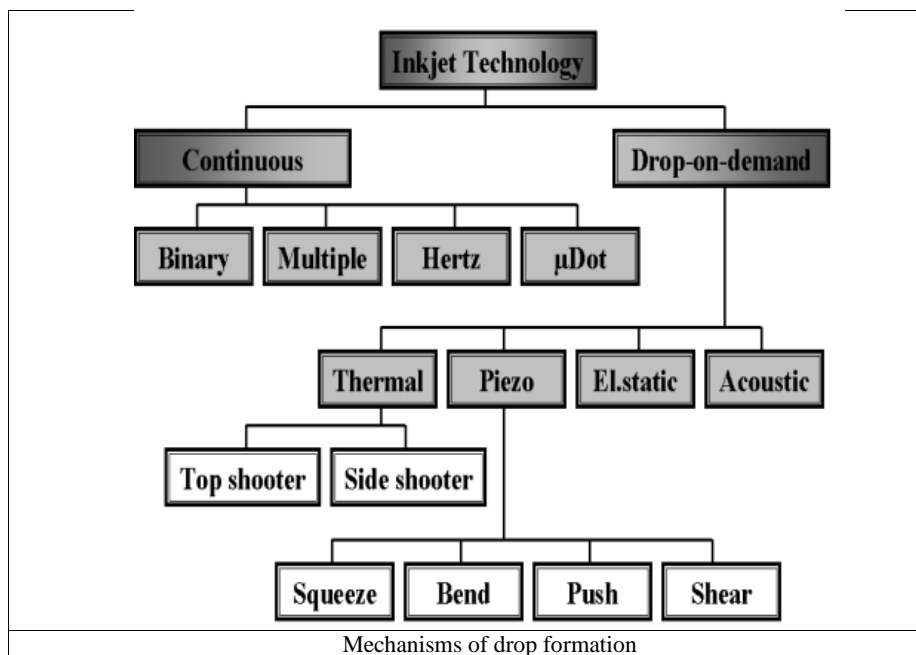 Inkjet Technology
Continuous
Drop-on-demand
Binary
Multiple
Hertz
µDot
Thermal
Piezo
El.static
Acoustic
Top shooter
Side shooter
Squeeze
Bend
Push
Shear
Mechanisms of drop formation